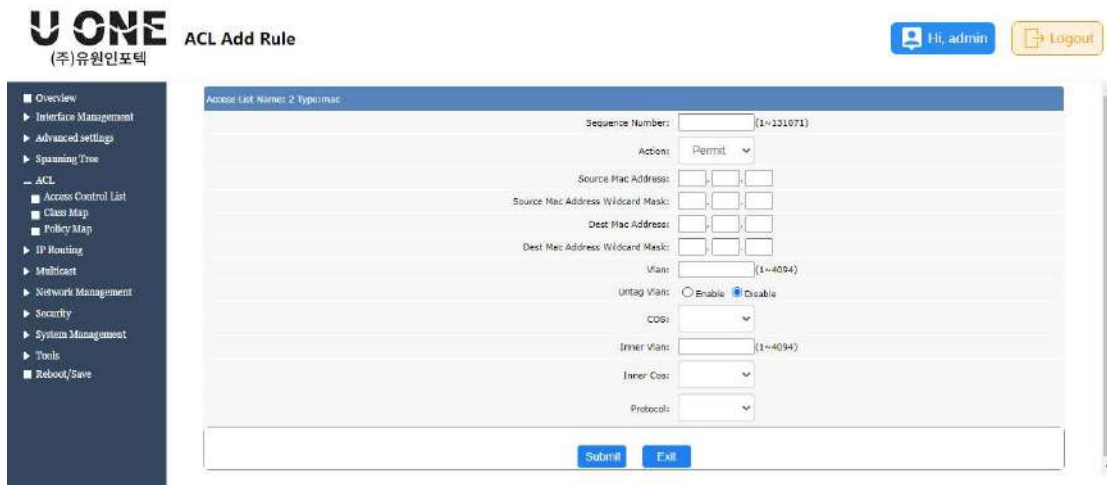 U ONE
(주)유원인포텍
ACL Add Rule
Hi, admin
Logout
Overview
Interface Management
Advanced settings
Spanning Tree
ACL
Access Control List
Class Map
Policy Map
IP Routing
Multicast
Network Management
Security
System Management
Tools
Reboot/Save
Access List Name: 2 Type:mac
Sequence Number: (1~131071)
Action: Permit
Source Mac Address: . .
Source Mac Address Wildcard Mask: . .
Dest Mac Address: . .
Dest Mac Address Wildcard Mask: . .
Vlan: (1~4094)
Untag Vlan: Enable Disable
COS:
Inner Vlan: (1~4094)
Inner Cos:
Protocol:
Submit Exit